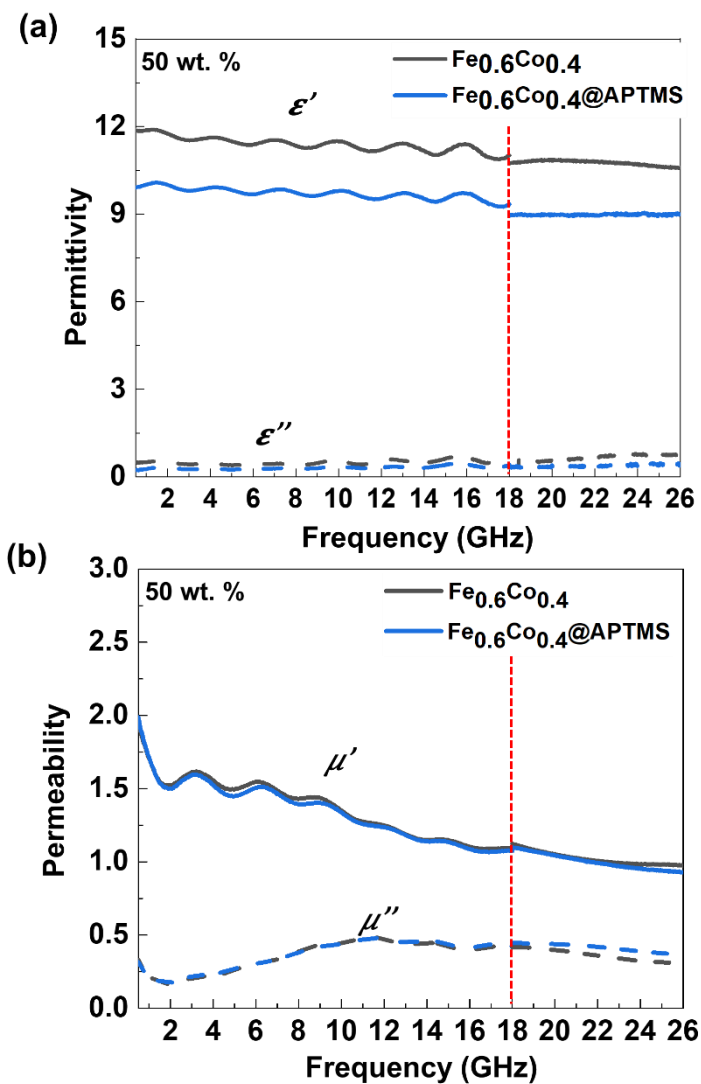 (a)
50 wt. %
Fe0.6Co0.4
Fe0.6Co0.4@APTMS
ε’
ε’’
Permittivity
15
12
9
6
3
0
2 4 6 8 10 12 14 16 18 20 22 24 26
Frequency (GHz)
(b)
50 wt. %
Fe0.6Co0.4
Fe0.6Co0.4@APTMS
μ’
μ’’
Permeability
3.0
2.5
2.0
1.5
1.0
0.5
0.0
2 4 6 8 10 12 14 16 18 20 22 24 26
Frequency (GHz)